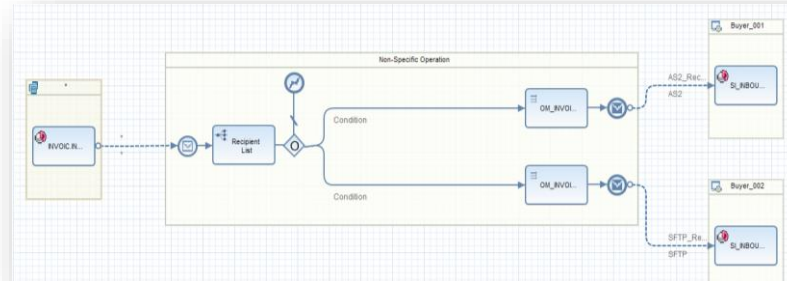 Buyer_001
Non-Specific Operation
*
INVOIC.IN...
*
*
Recipient
List
Condition
OM_INVOI...
AS2_Rec...
AS2
SI_INBOU...
Condition
OM_INVOI...
Buyer_002
SFTP_Re...
SFTP
SI_INBOU...